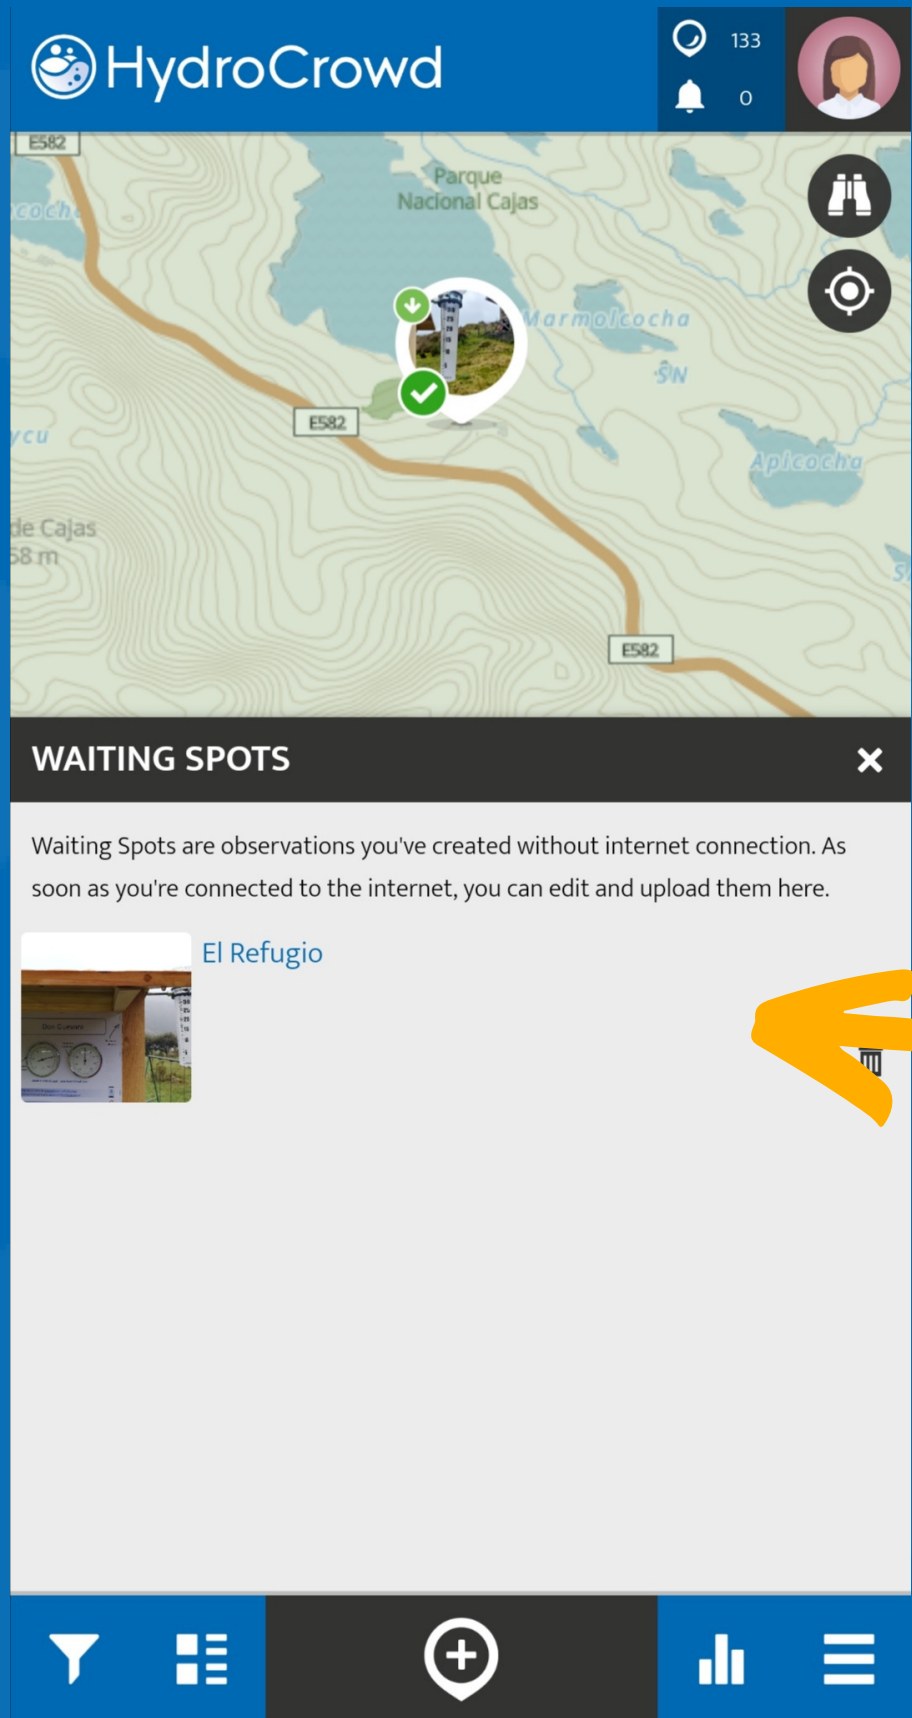 HydroCrowd
133
0
E582
Parque
Nacional Cajas
Marmolcocha
SN
E582
Apicocha
de Cajas
58 m
E582
WAITING SPOTS
Waiting Spots are observations you've created without internet connection. As
soon as you're connected to the internet, you can edit and upload them here.
El Refugio